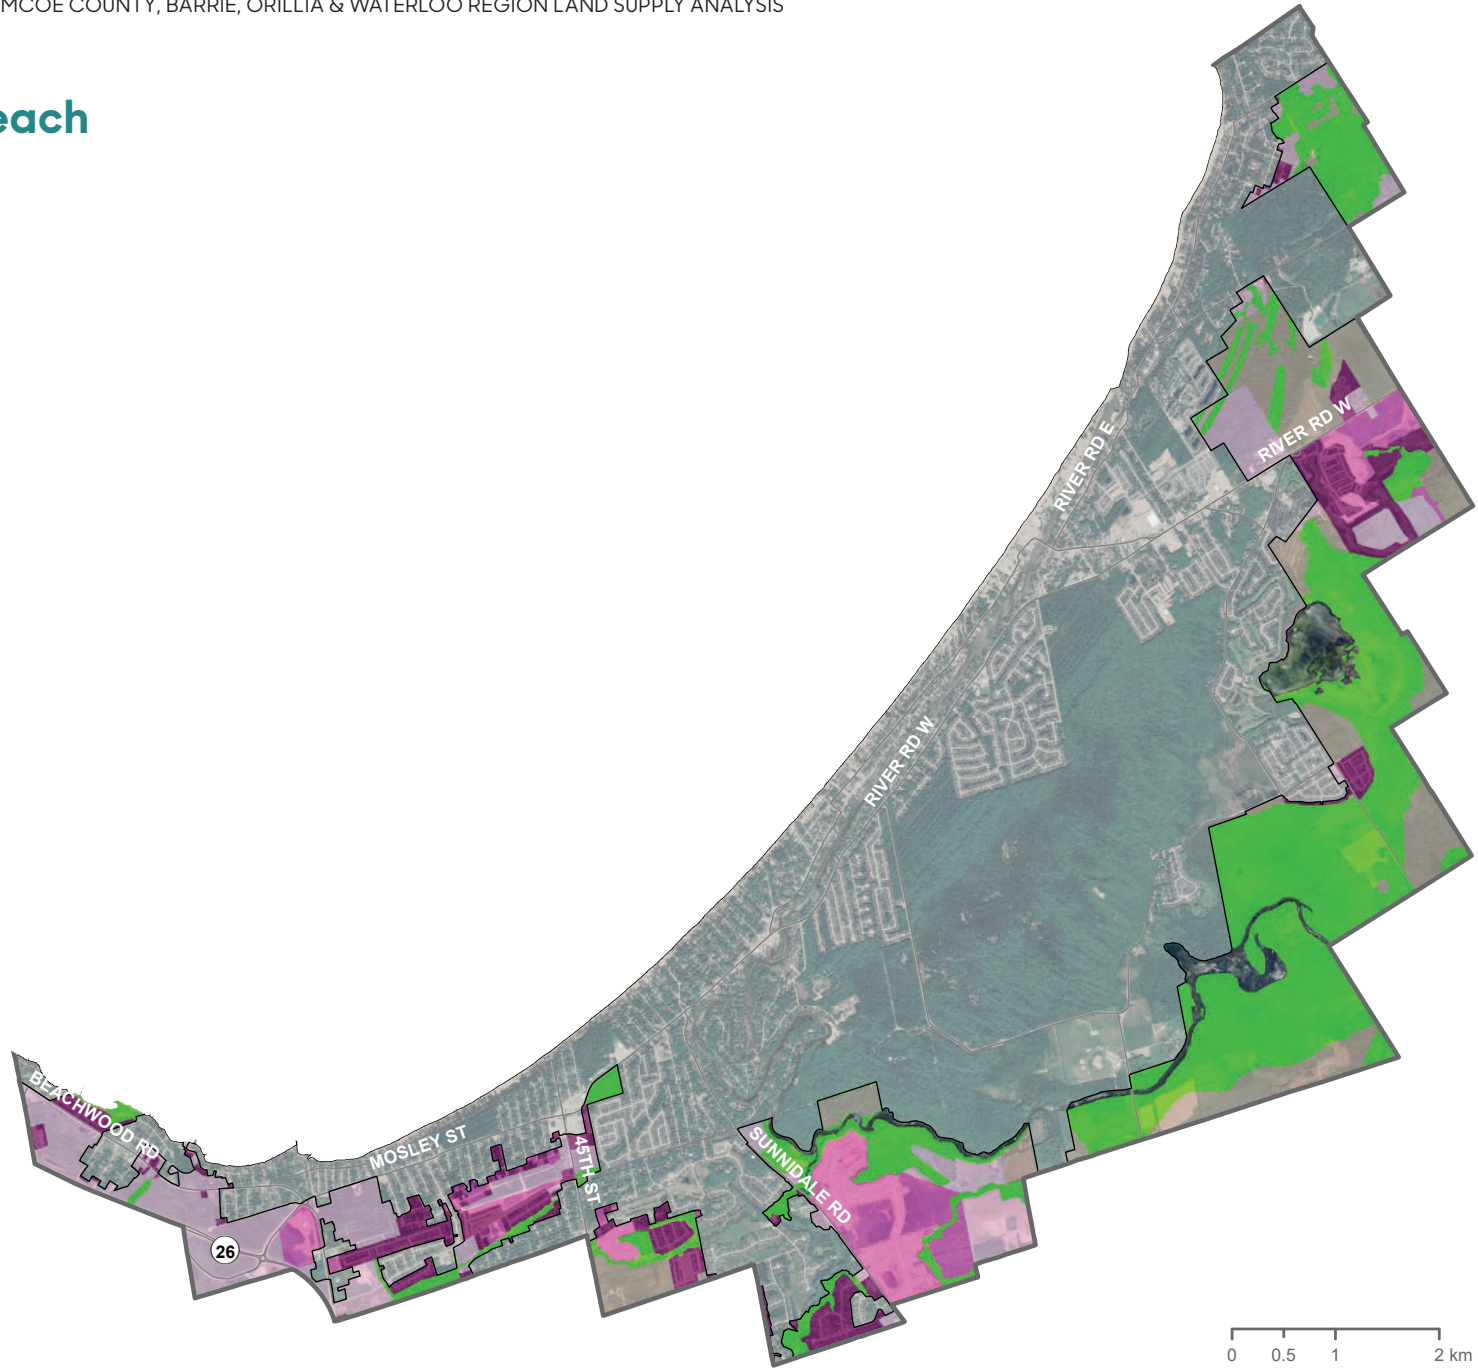 MCOE COUNTY, BARRIE, ORILLIA & WATERLOO REGION LAND SUPPLY ANALYSIS
each
RIVER RD W
RIVER RD E
RIVER RD W
BEACHWOOD RD
MOSLEY ST
45TH ST
SUNNIDALE RD
26
0 0.5 1 2 km